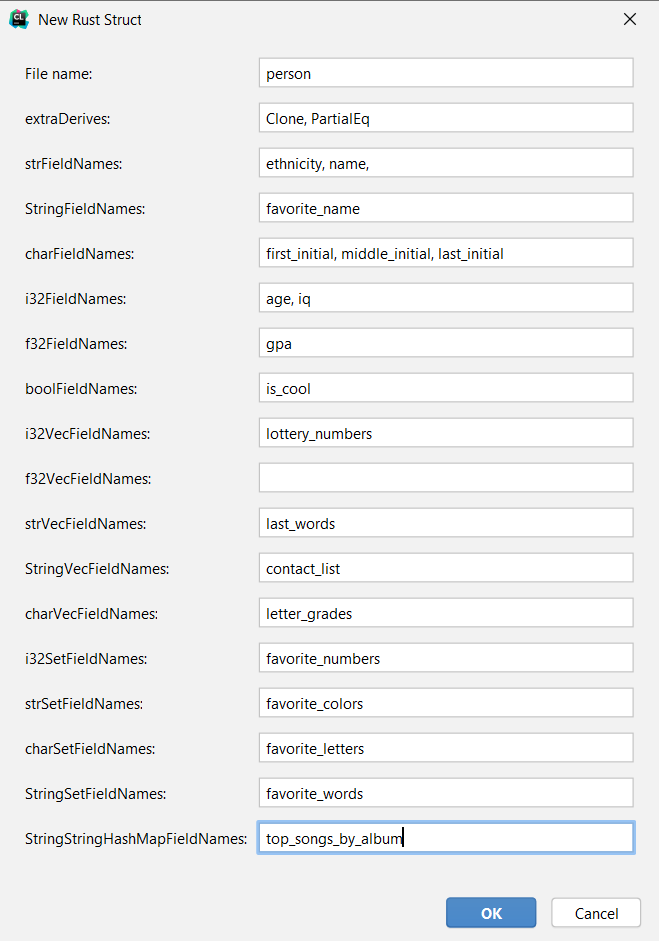 CL
New Rust Struct
File name: person
extraDerives: Clone, PartialEq
strFieldNames: ethnicity, name,
StringFieldNames: favorite_name
charFieldNames: first_initial, middle_initial, last_initial
i32FieldNames: age, iq
f32FieldNames: gpa
boolFieldNames: is_cool
i32VecFieldNames: lottery_numbers
f32VecFieldNames:
strVecFieldNames: last_words
StringVecFieldNames: contact_list
charVecFieldNames: letter_grades
i32SetFieldNames: favorite_numbers
strSetFieldNames: favorite_colors
charSetFieldNames: favorite_letters
StringSetFieldNames: favorite_words
StringStringHashMapFieldNames: top_songs_by_album
OK Cancel